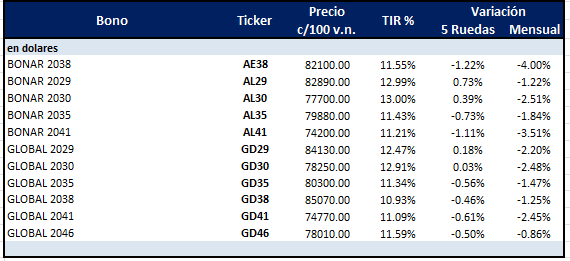 Bono Ticker Precio c/100 v.n. TIR % Variación
5 Ruedas Mensual
en dolares
BONAR 2038 AE38 82100.00 11.55% -1.22% -4.00%
BONAR 2029 AL29 82890.00 12.99% 0.73% -1.22%
BONAR 2030 AL30 77700.00 13.00% 0.39% -2.51%
BONAR 2035 AL35 79880.00 11.43% -0.73% -1.84%
BONAR 2041 AL41 74200.00 11.21% -1.11% -3.51%
GLOBAL 2029 GD29 84130.00 12.47% 0.18% -2.20%
GLOBAL 2030 GD30 78250.00 12.91% 0.03% -2.48%
GLOBAL 2035 GD35 80300.00 11.34% -0.56% -1.47%
GLOBAL 2038 GD38 85070.00 10.93% -0.46% -1.25%
GLOBAL 2041 GD41 74770.00 11.09% -0.61% -2.45%
GLOBAL 2046 GD46 78010.00 11.59% -0.50% -0.86%